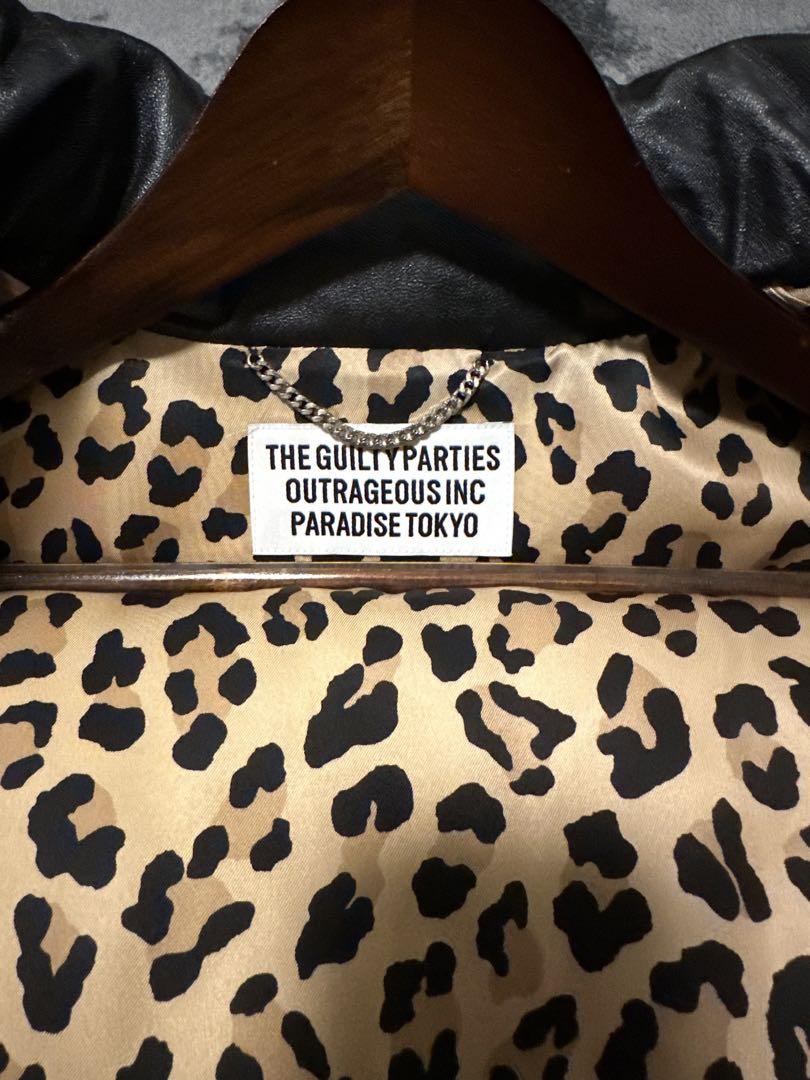 THE GUILTY PARTIES
OUTRAGEOUS INC
PARADISE TOKYO